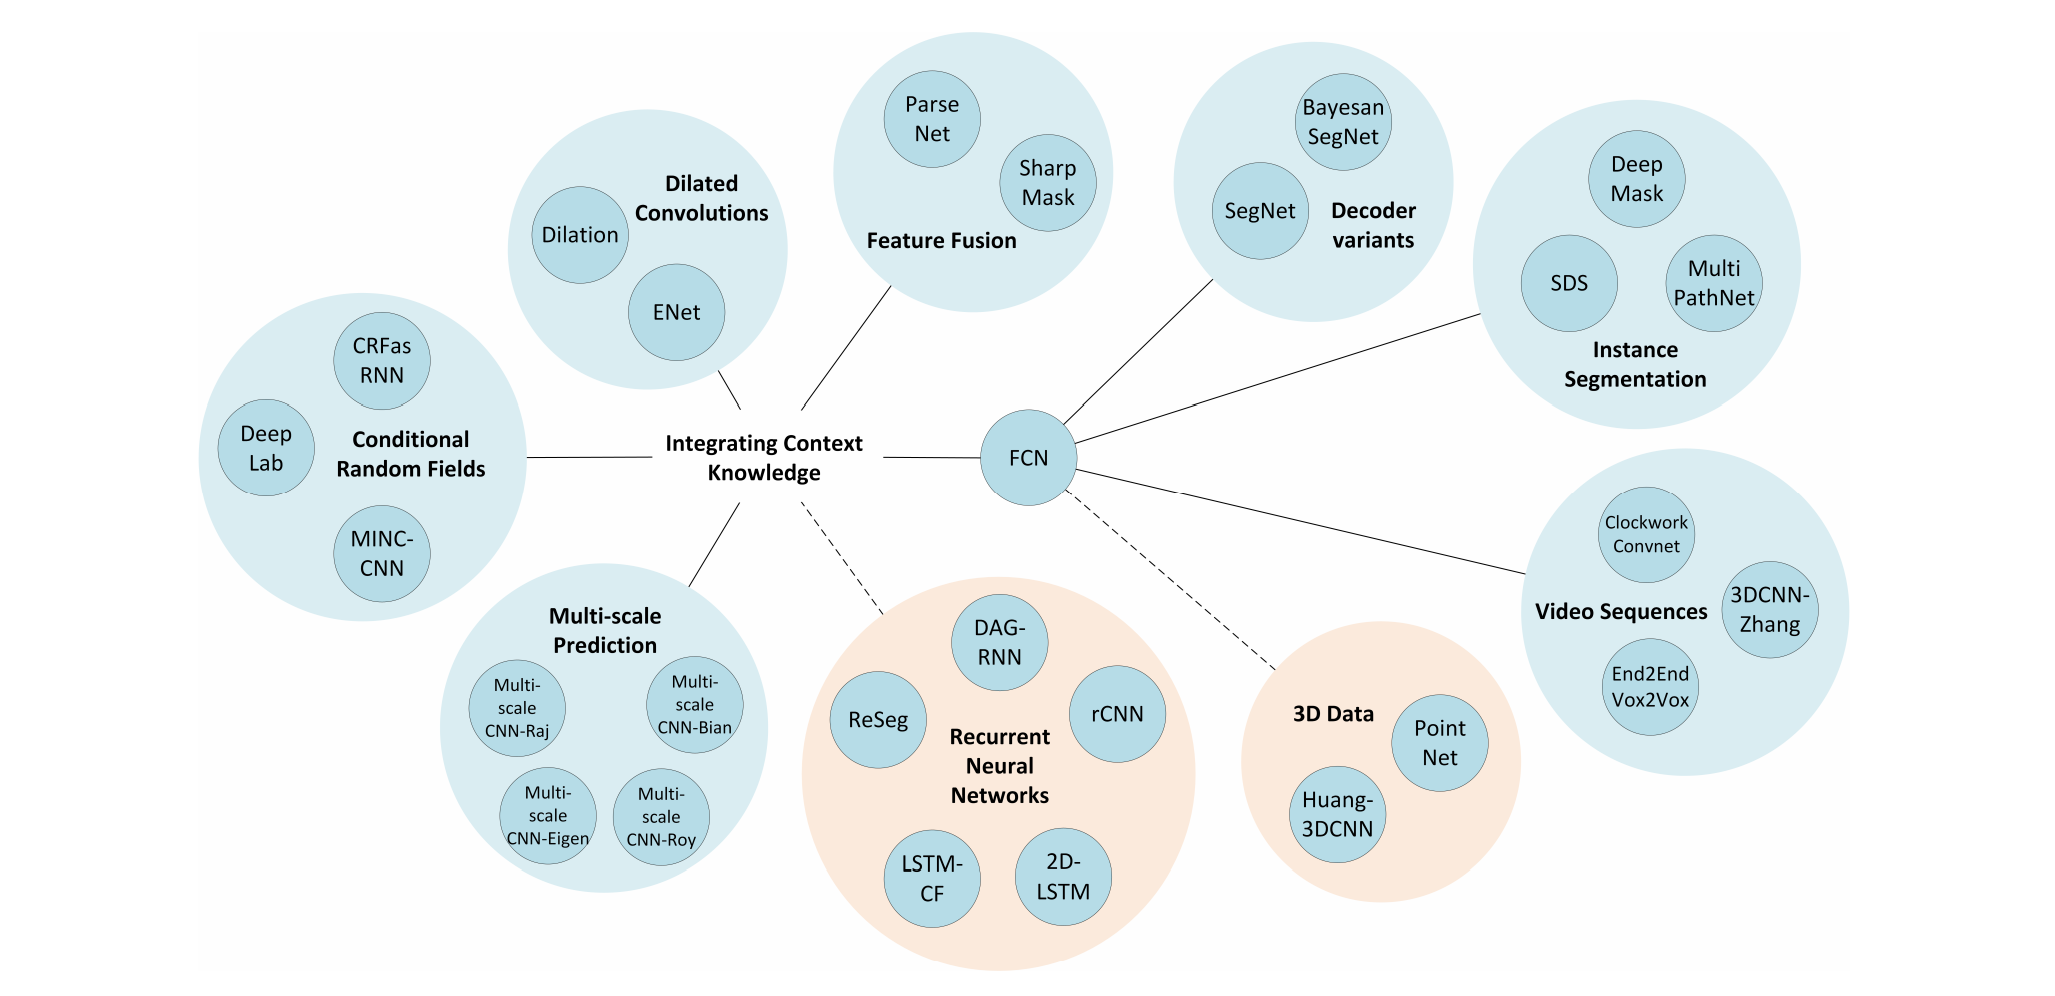 Parse
Net
Sharp
Mask
Feature Fusion
Bayesan
SegNet
SegNet
Decoder
variants
Deep
Mask
SDS
Multi
PathNet
Instance
Segmentation
Dilated
Convolutions
Dilation
ENet
CRFas
RNN
Deep
Lab
Conditional
Random Fields
MINC-
CNN
Integrating Context
Knowledge
FCN
Clockwork
Convnet
Video Sequences
3DCNN-
Zhang
End2End
Vox2Vox
Multi-scale
Prediction
Multi-
scale
CNN-Raj
Multi-
scale
CNN-Bian
Multi-
scale
CNN-Eigen
Multi-
scale
CNN-Roy
DAG-
RNN
ReSeg
rCNN
Recurrent
Neural
Networks
LSTM-
CF
2D-
LSTM
3D Data
Point
Net
Huang-
3DCNN